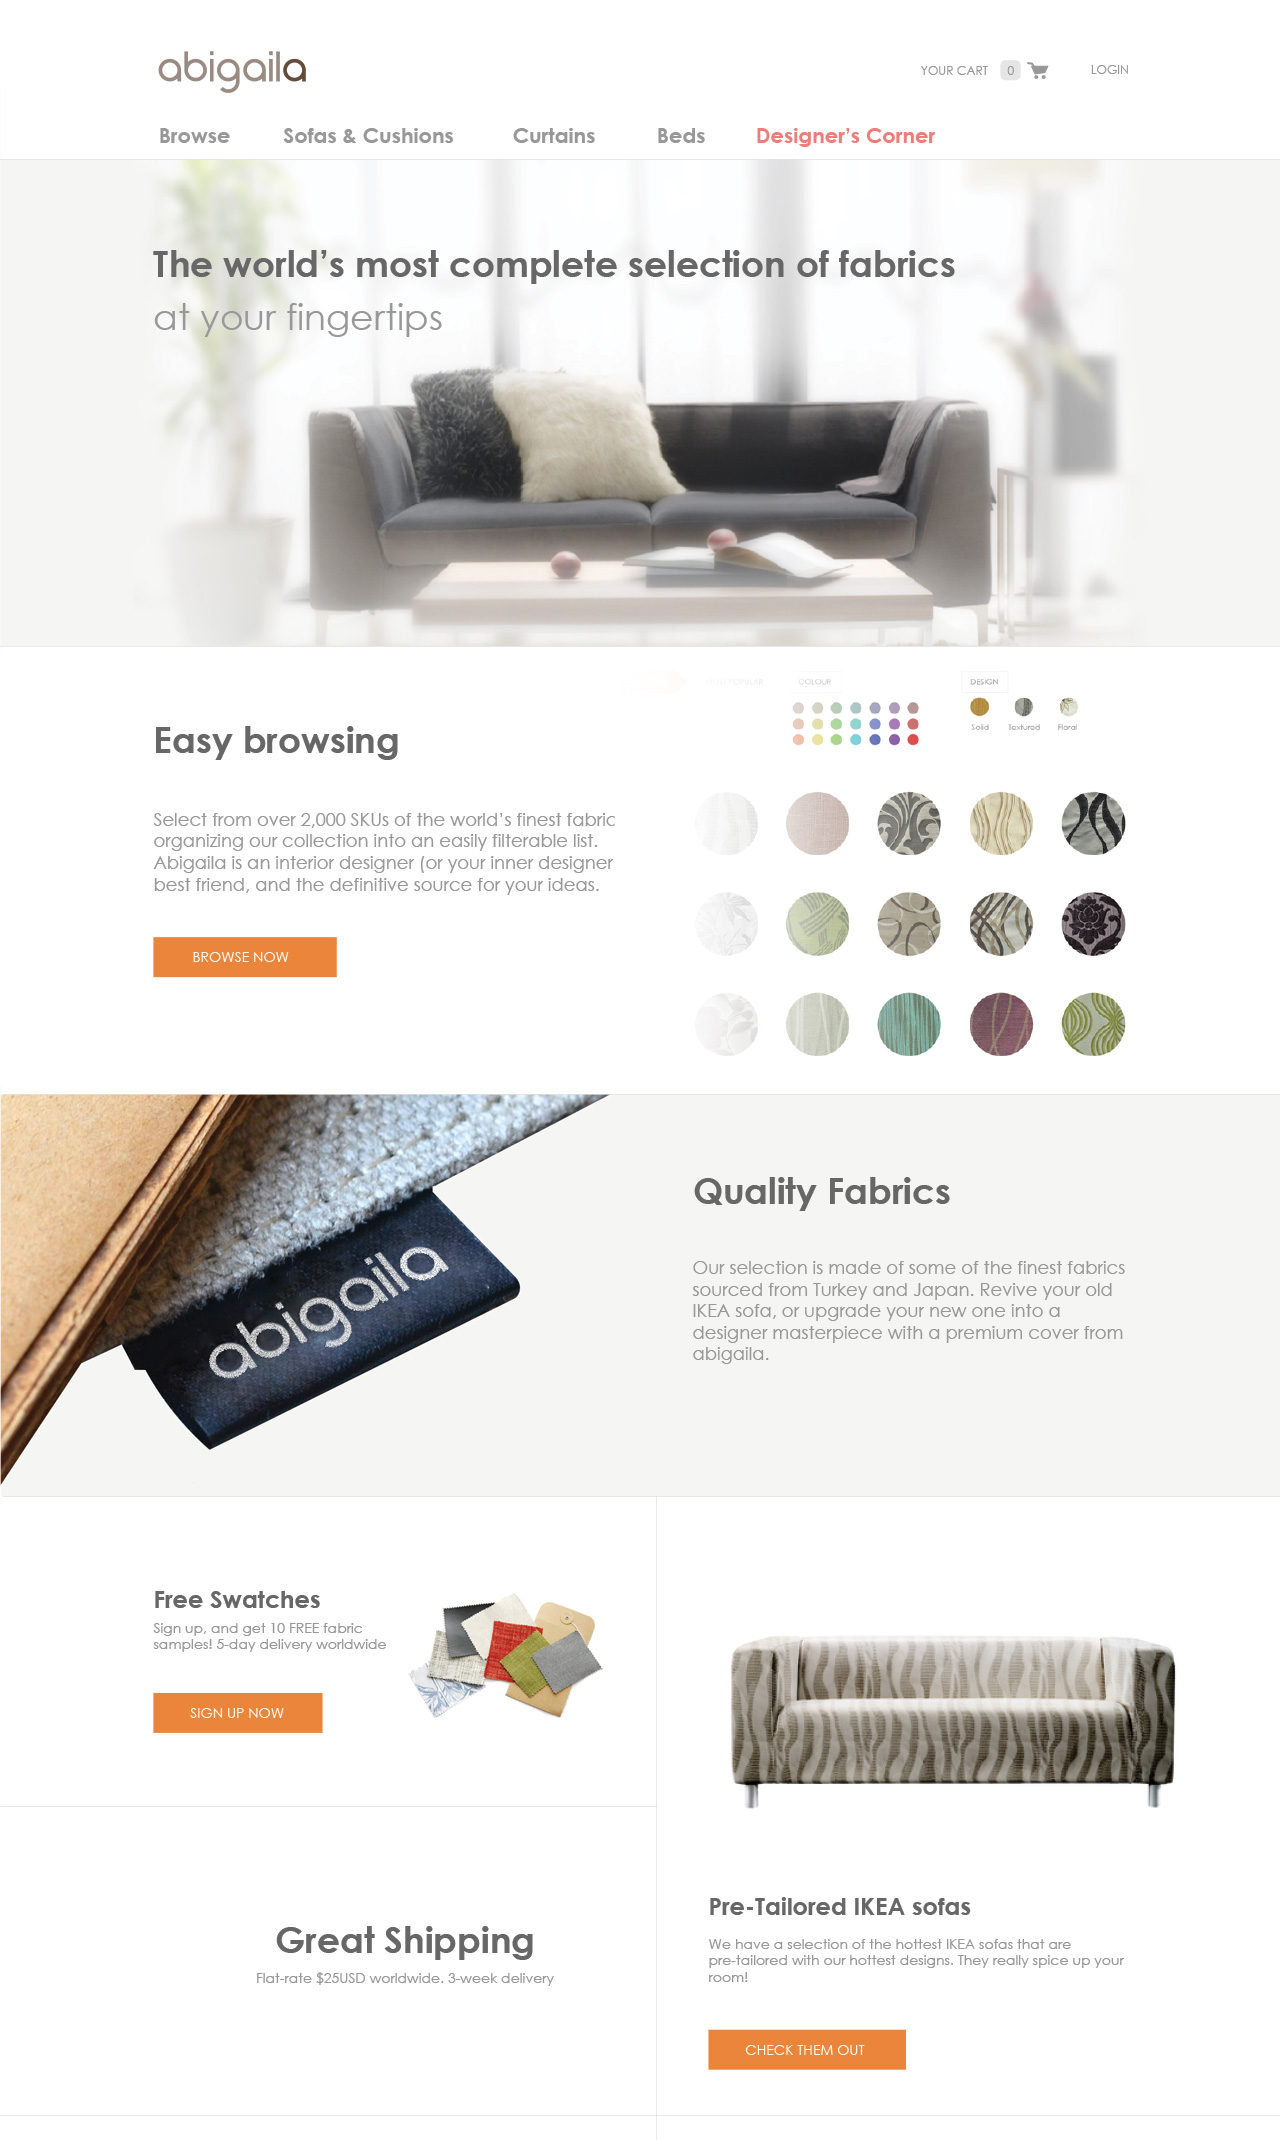 abigaila
YOUR CART 0
LOGIN
Browse
Sofas & Cushions
Curtains
Beds
Designer's Corner
The world's most complete selection of fabrics
at your fingertips
MOST POPULAR
COLOUR
DESIGN
Solid
Textured
Floral
Easy browsing
Select from over 2,000 SKUs of the world's finest fabric
organizing our collection into an easily filterable list.
Abigaila is an interior designer (or your inner designer
best friend, and the definitive source for your ideas.
BROWSE NOW
abigaila
Quality Fabrics
Our selection is made of some of the finest fabrics
sourced from Turkey and Japan. Revive your old
IKEA sofa, or upgrade your new one into a
designer masterpiece with a premium cover from
abigaila.
Free Swatches
Sign up, and get 10 FREE fabric
samples! 5-day delivery worldwide
SIGN UP NOW
Great Shipping
Flat-rate $25USD worldwide. 3-week delivery
Pre-Tailored IKEA sofas
We have a selection of the hottest IKEA sofas that are
pre-tailored with our hottest designs. They really spice up your
room!
CHECK THEM OUT